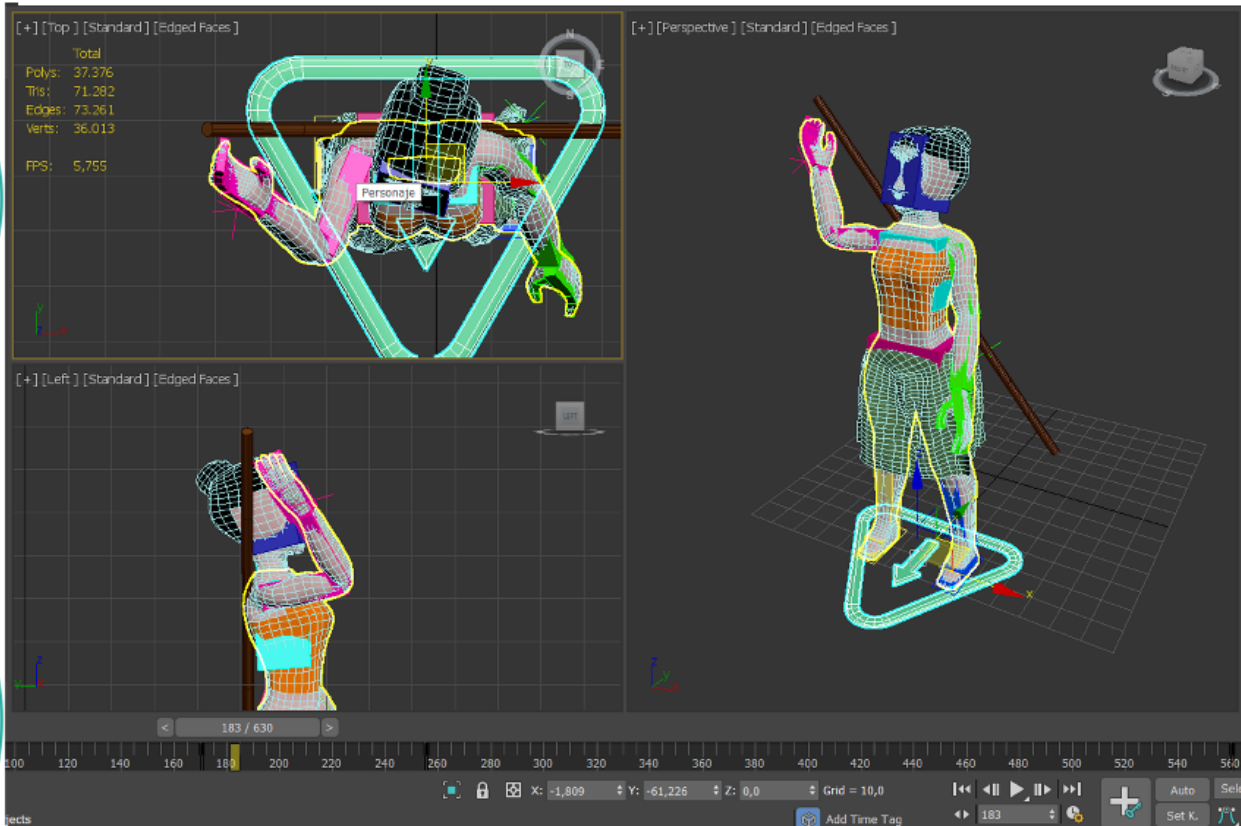 [+] [Top ] [Standard ] [Edged Faces ]
Total
Polys: 37.376
Tris: 71.282
Edges: 73.261
Verts: 36.013
FPS: 5,755
N
TOP
E
S
y
Personaje
y
[+] [Perspective ] [Standard ] [Edged Faces ]
x
z
y
[+] [Left ] [Standard ] [Edged Faces ]
LEFT
z
y
< 183 / 630 >
100 120 140 160 180 200 220 240 260 280 300 320 340 360 380 400 420 440 460 480 500 520 540 560
X: -1,809 Y: -61,226 Z: 0,0 Grid = 10,0
Auto Sele
183
Set K.
jects
Add Time Tag